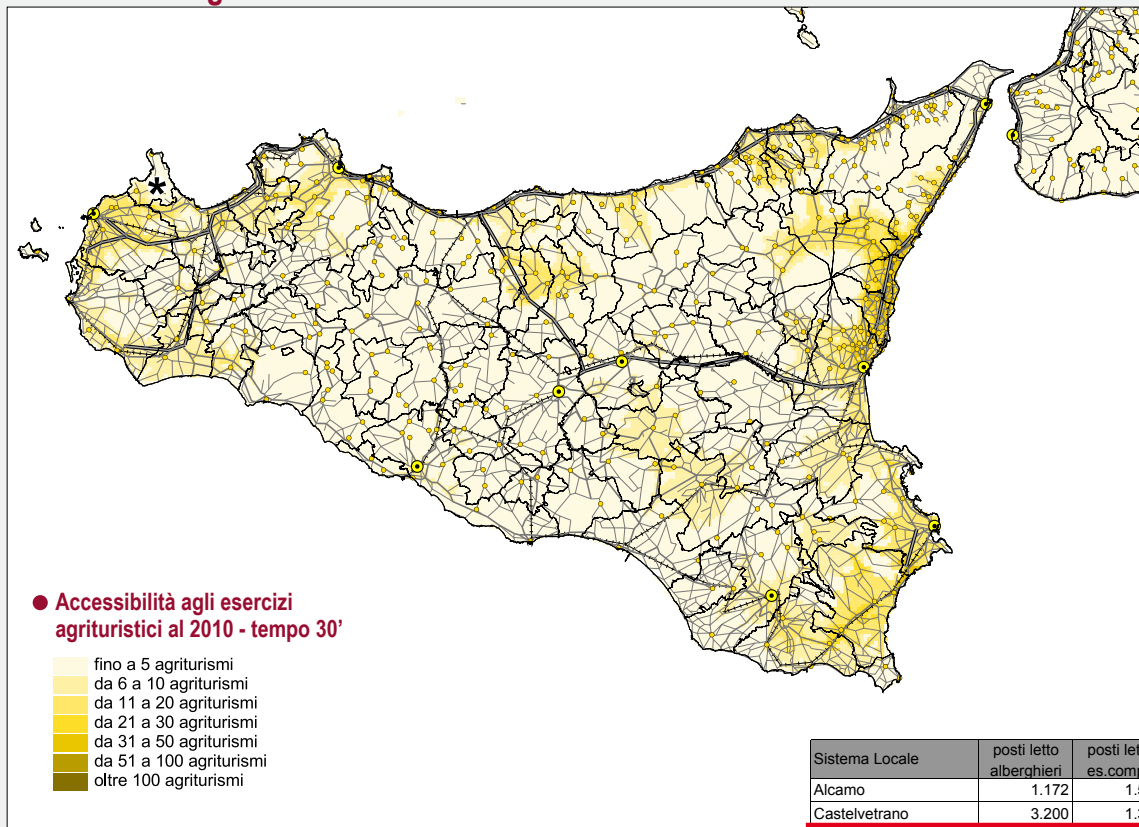 ● Accessibilità agli esercizi
agrituristici al 2010 - tempo 30’
fino a 5 agriturismi
da 6 a 10 agriturismi
da 11 a 20 agriturismi
da 21 a 30 agriturismi
da 31 a 50 agriturismi
da 51 a 100 agriturismi
oltre 100 agriturismi
*
Sistema Locale posti letto
alberghieri
Alcamo 1.172
Castelvetrano 3.200